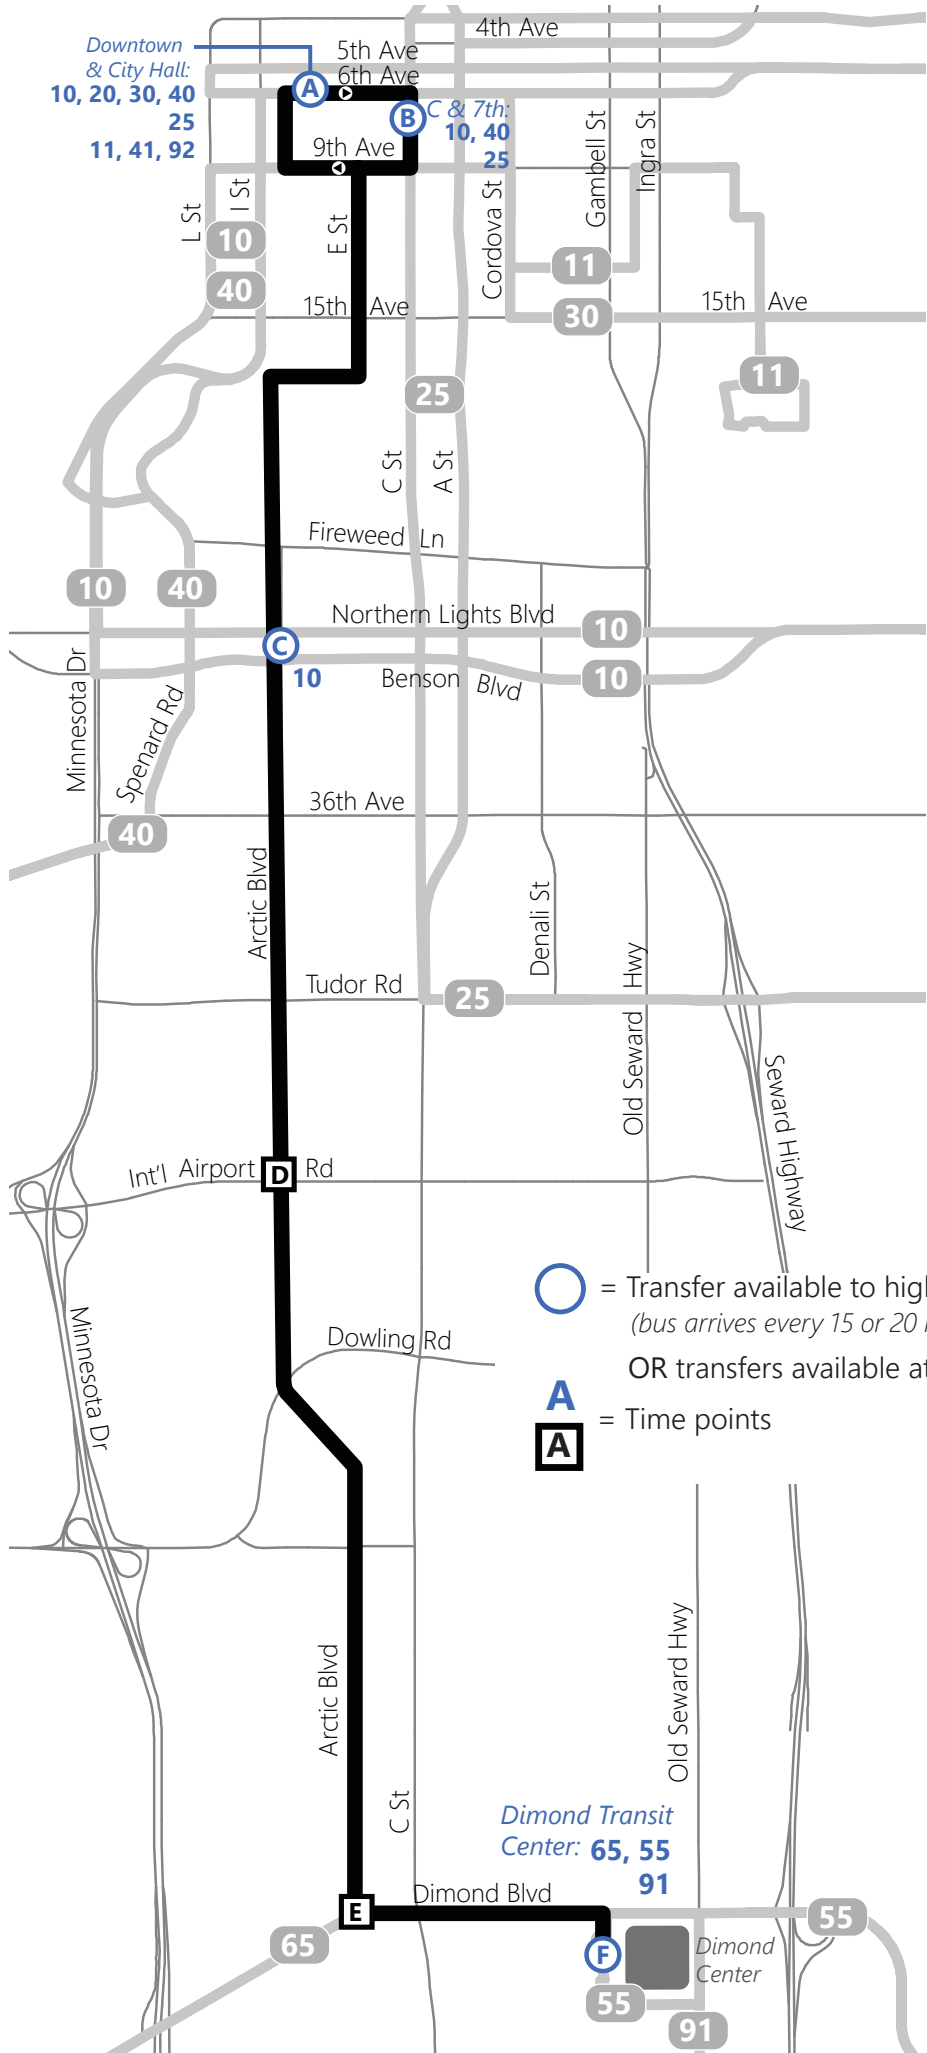 4th Ave
Downtown
& City Hall:
10, 20, 30, 40
25
11, 41, 92
5th Ave
6th Ave
A
B
C & 7th:
10, 40
25
9th Ave
Gambell St
Ingra St
L St
I St
E St
Cordova St
10
40
11
30
15th Ave
15th Ave
11
25
C St
A St
Fireweed Ln
10
40
Northern Lights Blvd
10
C
10
Benson Blvd
10
Minnesota Dr
Spenard Rd
36th Ave
40
Arctic Blvd
Denali St
Old Seward Hwy
Tudor Rd
25
Seward Highway
Int'l Airport Rd
D
= Transfer available to hig
(bus arrives every 15 or 20
OR transfers available at
Minnesota Dr
Dowling Rd
A
A
= Time points
Arctic Blvd
Old Seward Hwy
C St
Dimond Transit
Center: 65, 55
91
Dimond Blvd
E
65
55
F
Dimond
Center
55
91